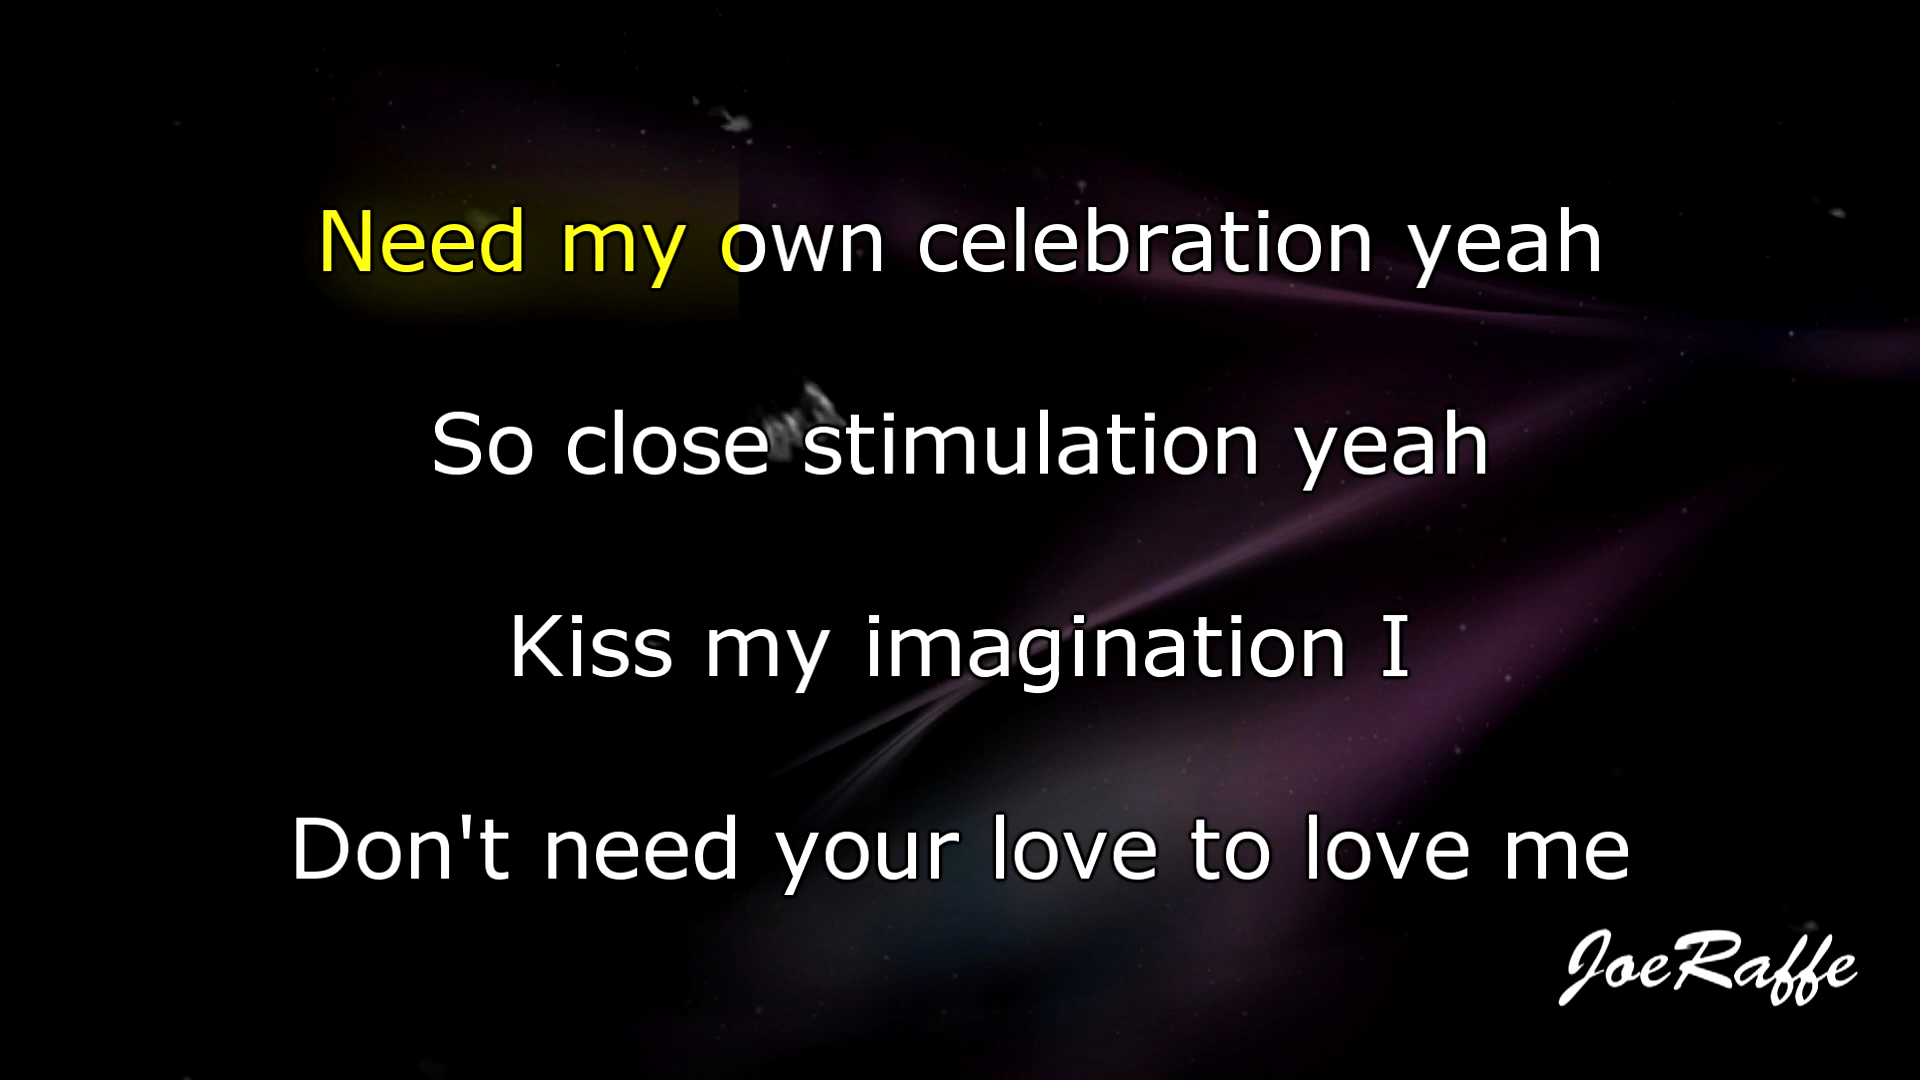 Need my own celebration yeah
So close stimulation yeah
Kiss my imagination I
Don't need your love to love me
JoeRaffe